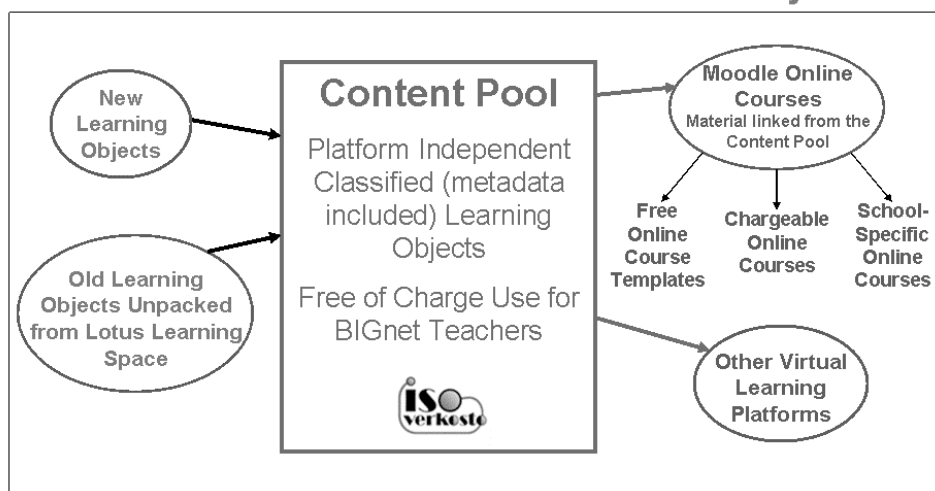 New
Learning
Objects
Old Learning
Objects Unpacked
from Lotus Learning
Space
Content Pool
Platform Independent
Classified (metadata
included) Learning
Objects
Free of Charge Use for
BIGnet Teachers
iso
verkosto
Moodle Online
Courses
Material linked from the
Content Pool
Free
Online
Course
Templates
Chargeable
Online
Courses
School-
Specific
Online
Courses
Other Virtual
Learning
Platforms